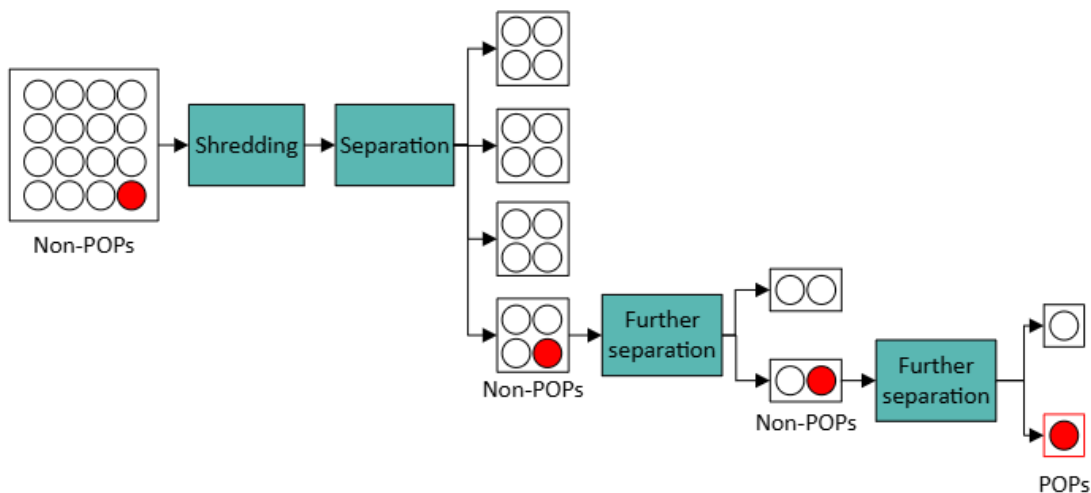 Non-POPs
Shredding
Separation
Non-POPs
Further
separation
Non-POPs
Further
separation
POPs